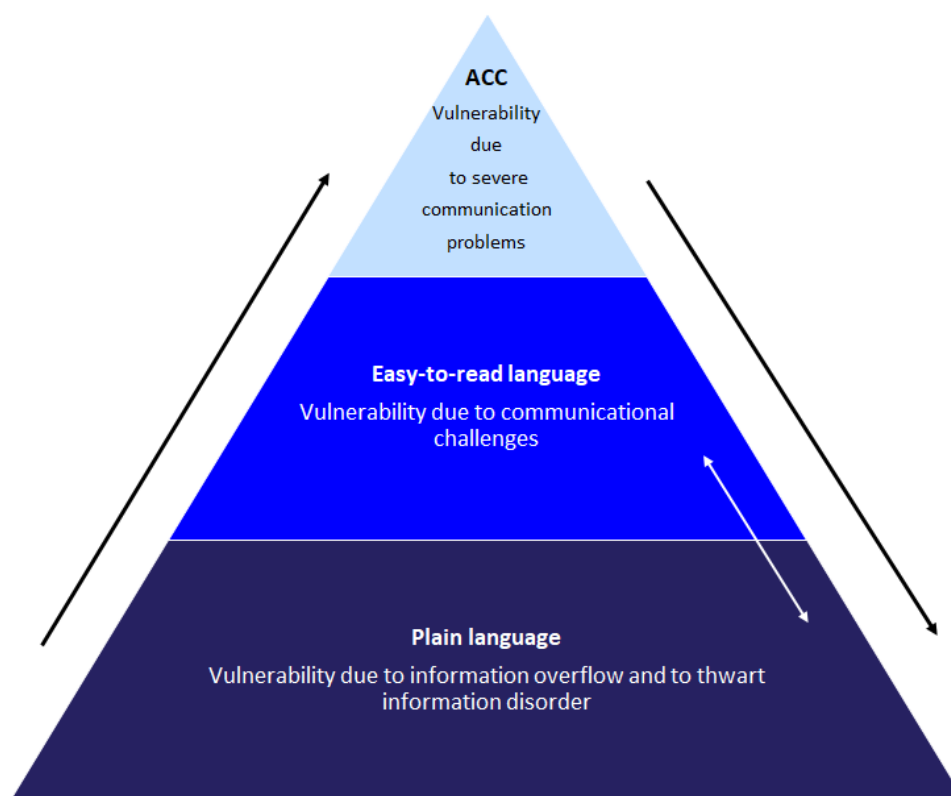 ACC
Vulnerability
due
to severe
communication
problems
Easy-to-read language
Vulnerability due to communicational
challenges
Plain language
Vulnerability due to information overflow and to thwart
information disorder